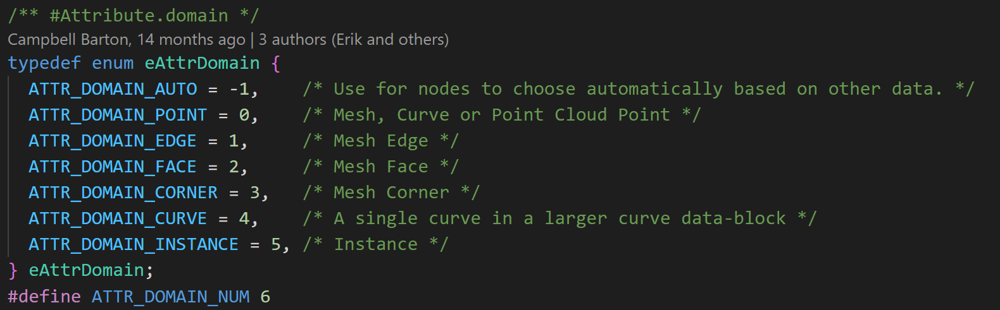 /** #Attribute.domain */
Campbell Barton, 14 months ago | 3 authors (Erik and others)
typedef enum eAttrDomain {
  ATTR_DOMAIN_AUTO = -1,    /* Use for nodes to choose automatically based on other data. */
  ATTR_DOMAIN_POINT = 0,    /* Mesh, Curve or Point Cloud Point */
  ATTR_DOMAIN_EDGE = 1,     /* Mesh Edge */
  ATTR_DOMAIN_FACE = 2,     /* Mesh Face */
  ATTR_DOMAIN_CORNER = 3,   /* Mesh Corner */
  ATTR_DOMAIN_CURVE = 4,    /* A single curve in a larger curve data-block */
  ATTR_DOMAIN_INSTANCE = 5, /* Instance */
} eAttrDomain;
#define ATTR_DOMAIN_NUM 6